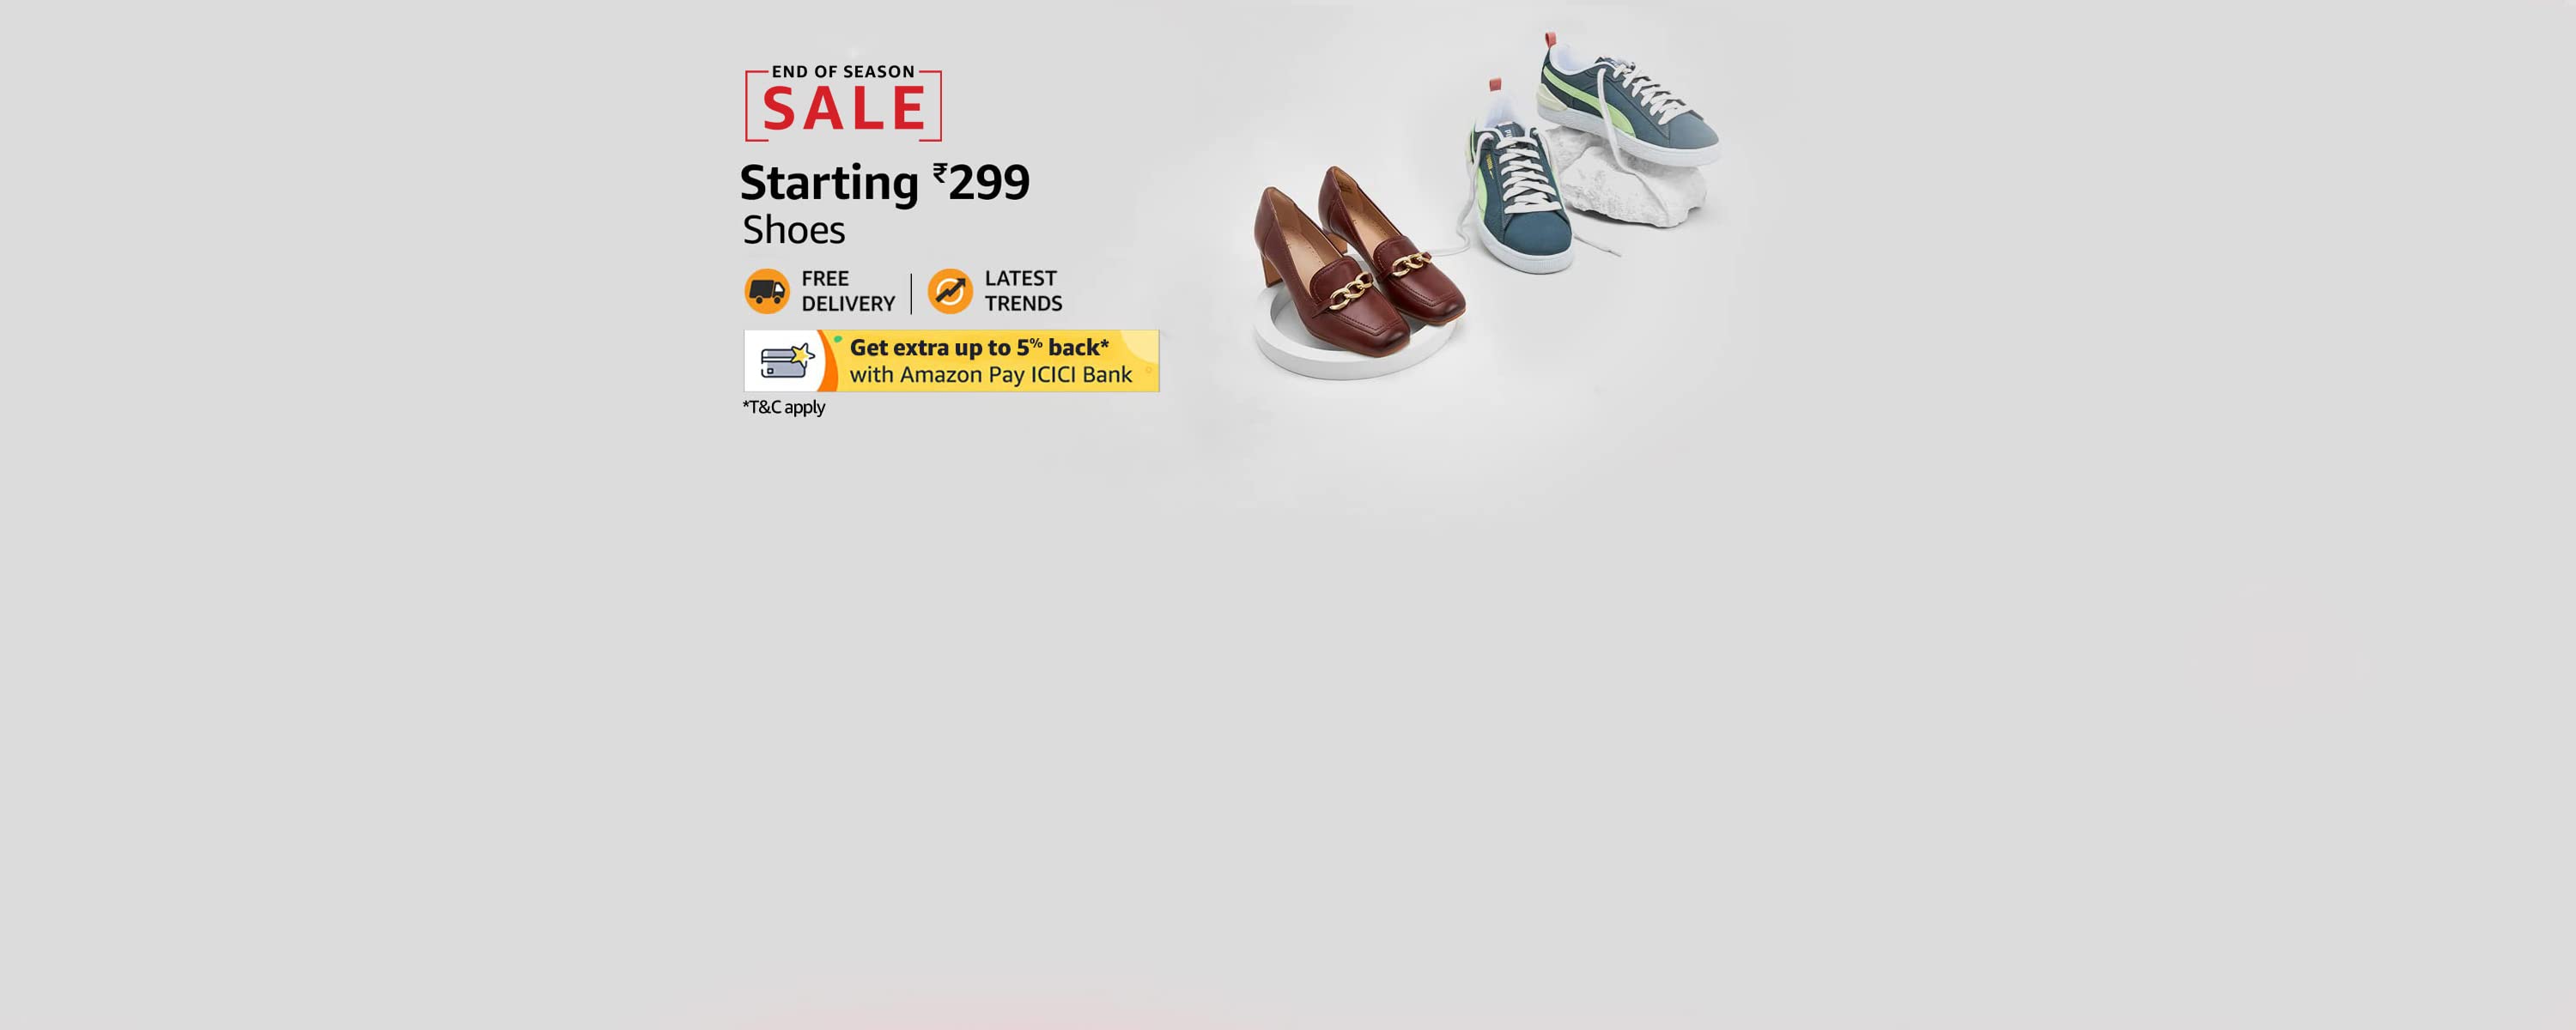 END OF SEASON
SALE
Starting ₹299
Shoes
FREE
DELIVERY
LATEST
TRENDS
Get extra up to 5% back*
with Amazon Pay ICICI Bank
*T&C apply